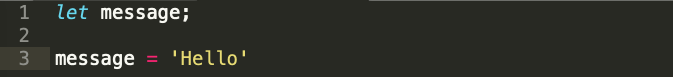 1 let message;
2
3 message = 'Hello'